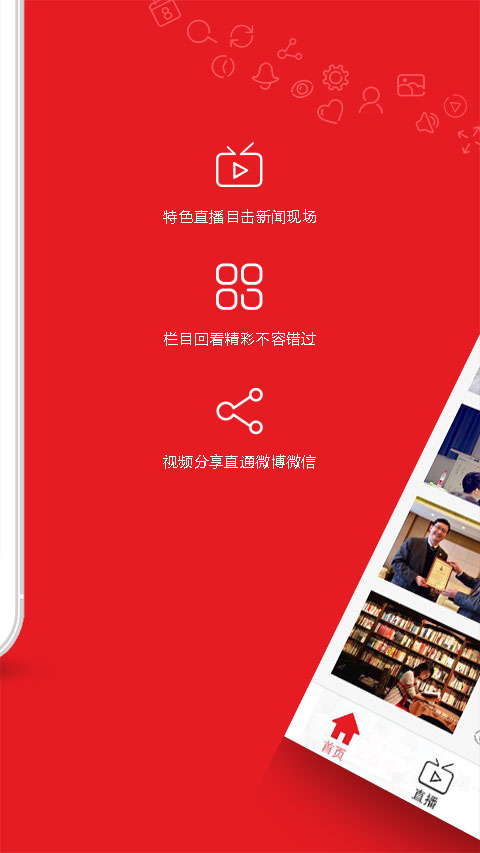 特色直播目击新闻现场
栏目回看精彩不容错过
视频分享直通微博微信
首页
直播